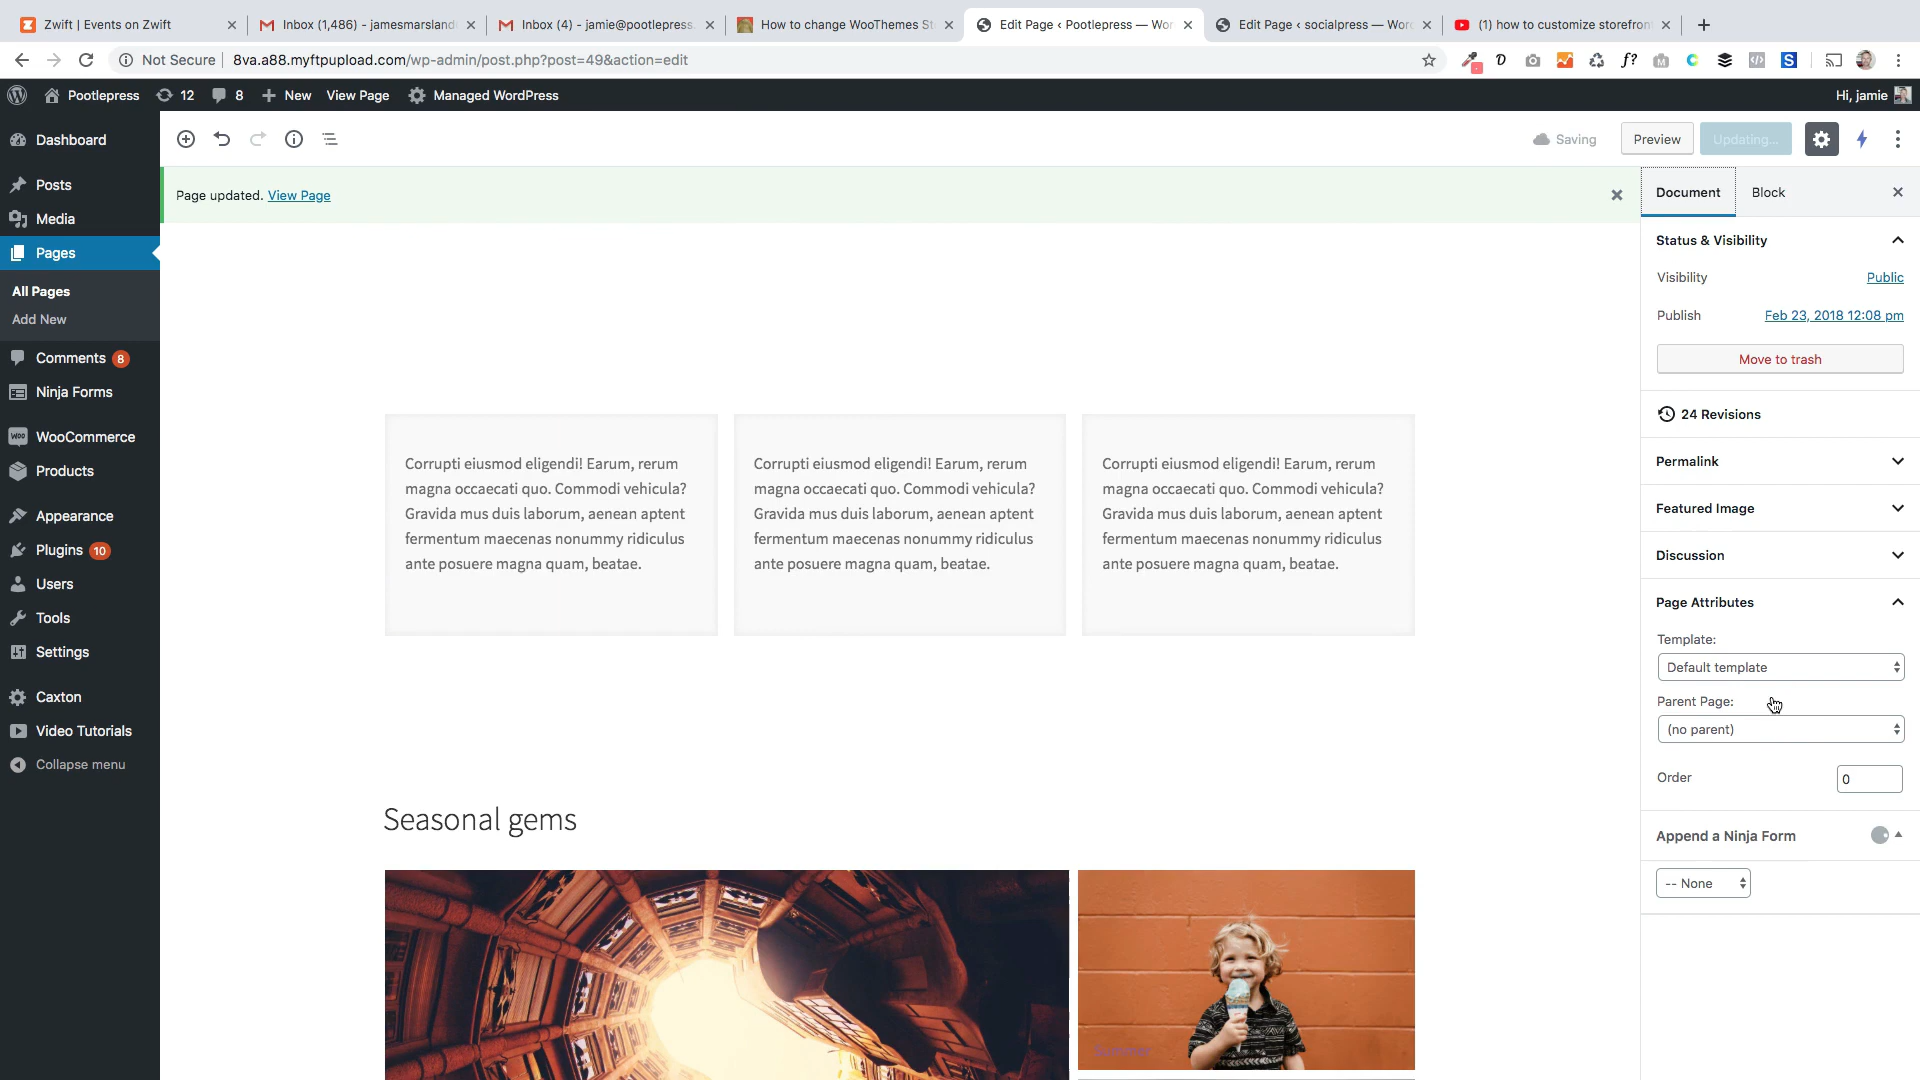 Zwift | Events on Zwift
Inbox (1,486) - jamesmarsland
Inbox (4) - jamie@pootlepress.
How to change WooThemes St
Edit Page ‹ Pootlepress — Wor
Edit Page ‹ socialpress — Word
(1) how to customize storefront
Not Secure
8va.a88.myftpupload.com/wp-admin/post.php?post=49&action=edit
Pootlepress
12
8
New
View Page
Managed WordPress
Hi, jamie
Dashboard
Posts
Media
Pages
All Pages
Add New
Comments 8
Ninja Forms
WooCommerce
Products
Appearance
Plugins 10
Users
Tools
Settings
Caxton
Video Tutorials
Collapse menu
Saving
Preview
Updating...
Page updated. View Page
Corrupti eiusmod eligendi! Earum, rerum
magna occaecati quo. Commodi vehicula?
Gravida mus duis laborum, aenean aptent
fermentum maecenas nonummy ridiculus
ante posuere magna quam, beatae.
Corrupti eiusmod eligendi! Earum, rerum
magna occaecati quo. Commodi vehicula?
Gravida mus duis laborum, aenean aptent
fermentum maecenas nonummy ridiculus
ante posuere magna quam, beatae.
Corrupti eiusmod eligendi! Earum, rerum
magna occaecati quo. Commodi vehicula?
Gravida mus duis laborum, aenean aptent
fermentum maecenas nonummy ridiculus
ante posuere magna quam, beatae.
Seasonal gems
Summer
Document
Block
Status & Visibility
Visibility
Public
Publish
Feb 23, 2018 12:08 pm
Move to trash
24 Revisions
Permalink
Featured Image
Discussion
Page Attributes
Template:
Default template
Parent Page:
(no parent)
Order
0
Append a Ninja Form
-- None